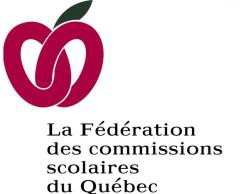 La Fédération
des commissions
scolaires
du Québec